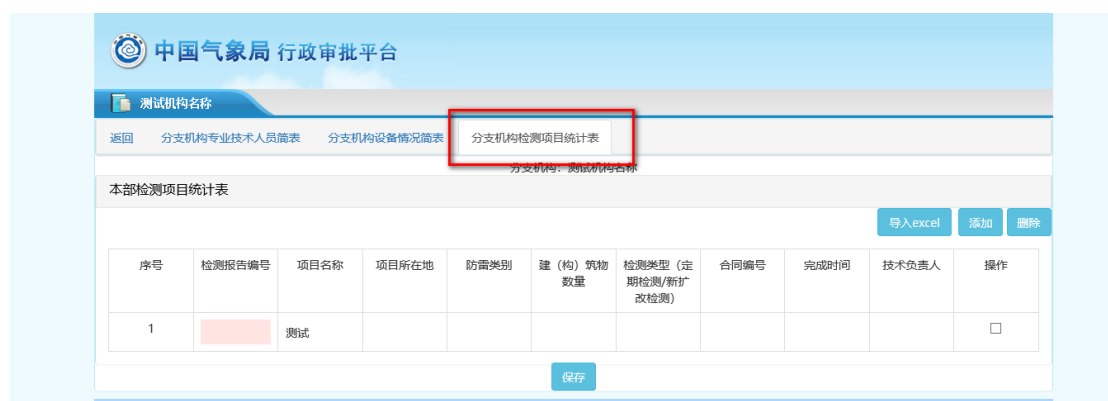 中国气象局 行政审批平台
测试机构名称
返回 分支机构专业技术人员简表 分支机构设备情况简表 分支机构检测项目统计表
分支机构：测试机构名称
本部检测项目统计表
导入excel 添加 删除
序号 检测报告编号 项目名称 项目所在地 防雷类别 建（构）筑物 检测类型（定 合同编号 完成时间 技术负责人 操作
数量 期检测/新扩
改检测）
1 测试
保存